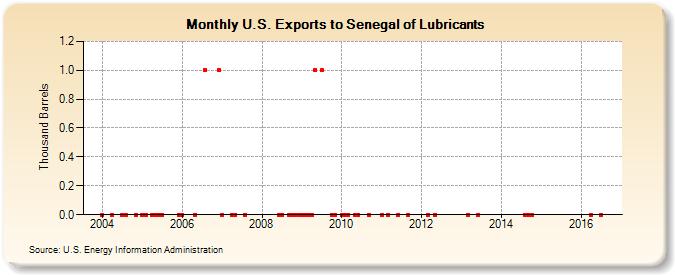 Monthly U.S. Exports to Senegal of Lubricants
Thousand Barrels
1.2
1.0
0.8
0.6
0.4
0.2
0.0
2004 2006 2008 2010 2012 2014 2016
Source: U.S. Energy Information Administration